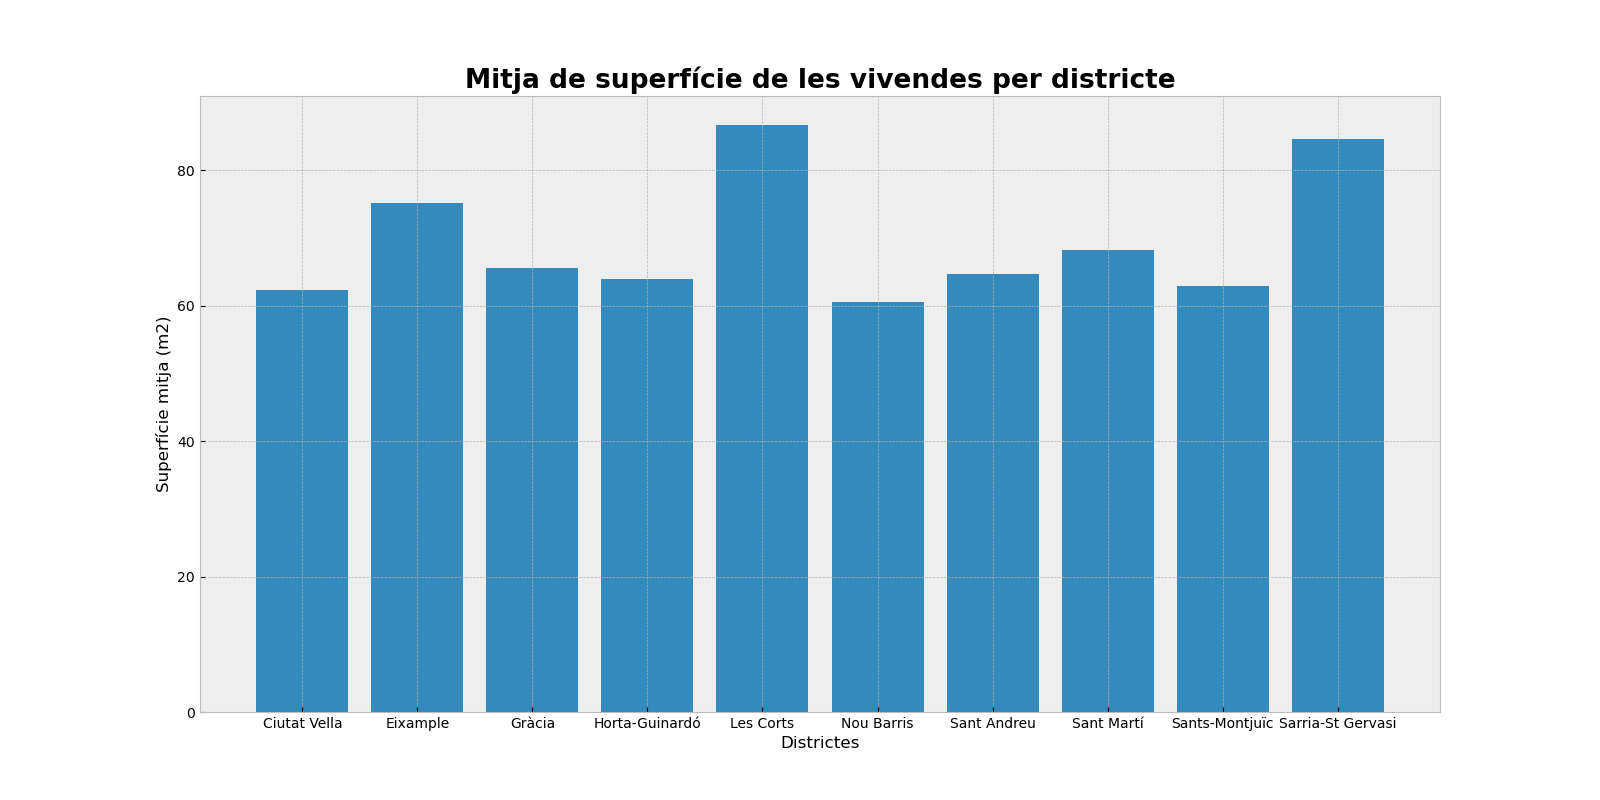 Mitja de superfície de les vivendes per districte
Superfície mitja (m2)
80
60
40
20
0
Ciutat Vella Eixample Gràcia Horta-Guinardó Les Corts Nou Barris Sant Andreu Sant Martí Sants-Montjuïc Sarria-St Gervasi
Districtes